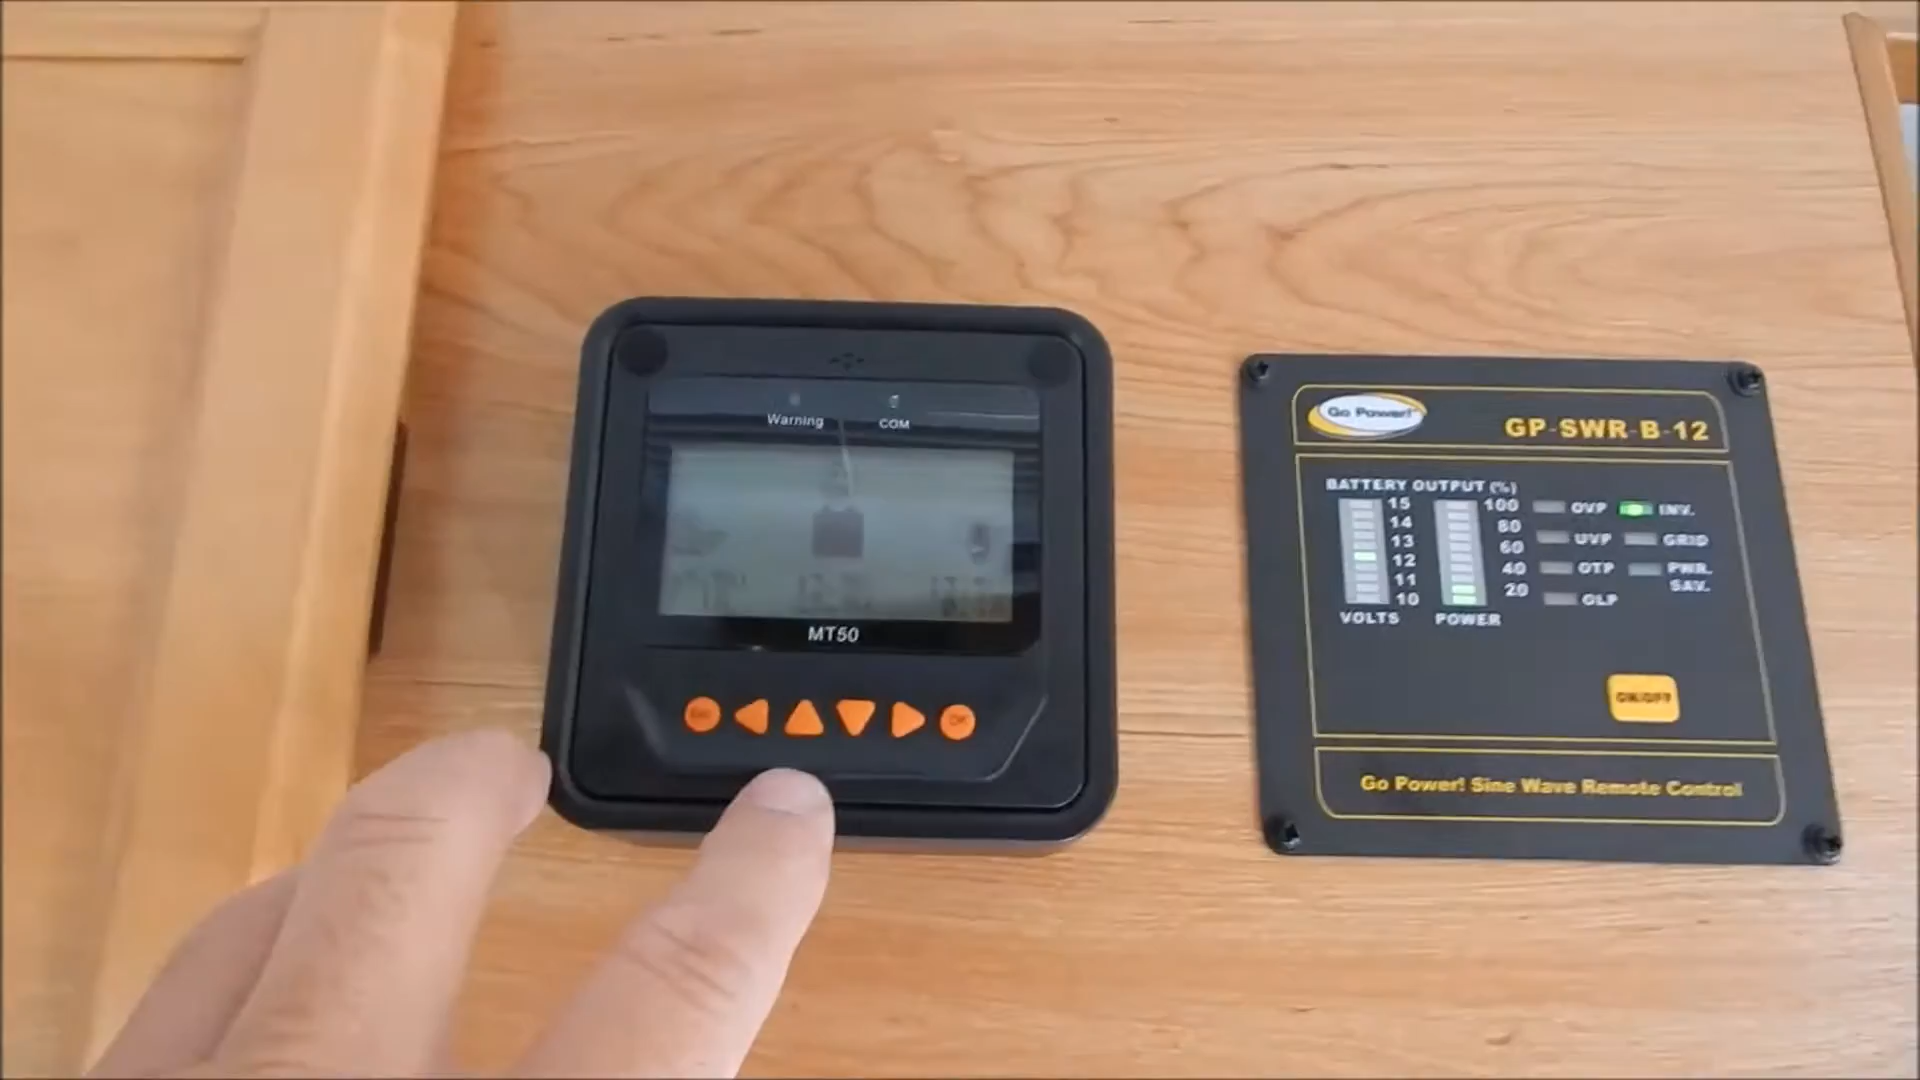 Warning
COM
MT50
OK
Go Power!
GP-SWR-B-12
BATTERY OUTPUT (%)
15
14
13
12
11
10
100
80
60
40
20
VOLTS
POWER
OVP
UVP
OTP
OLP
INV.
GRID
PWR.
SAV.
ON/OFF
Go Power! Sine Wave Remote Control